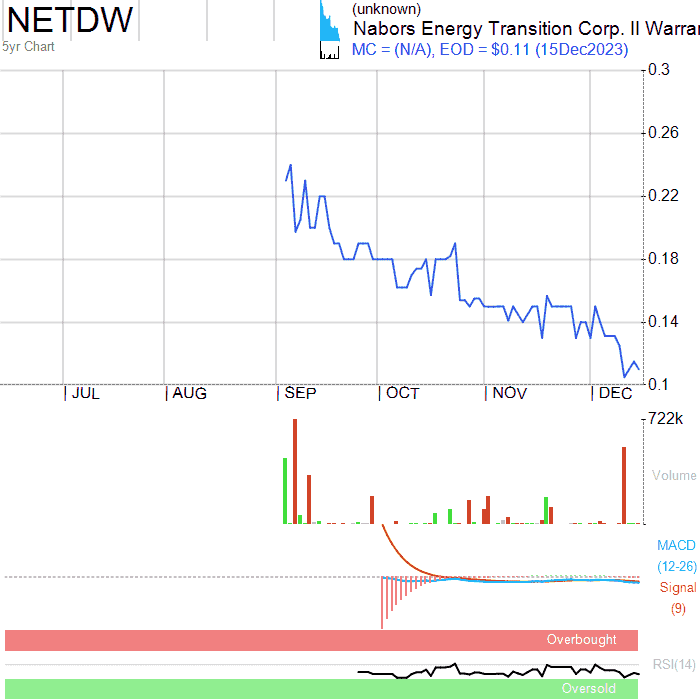 NETDW
(unknown)
Nabors Energy Transition Corp. II Warra
5yr Chart
MC = (N/A), EOD = $0.11 (15Dec2023)
0.3
0.26
0.22
0.18
0.14
0.1
JUL AUG SEP OCT NOV DEC
722k
Volume
MACD
(12-26)
Signal
(9)
Overbought
RSI(14)
Oversold